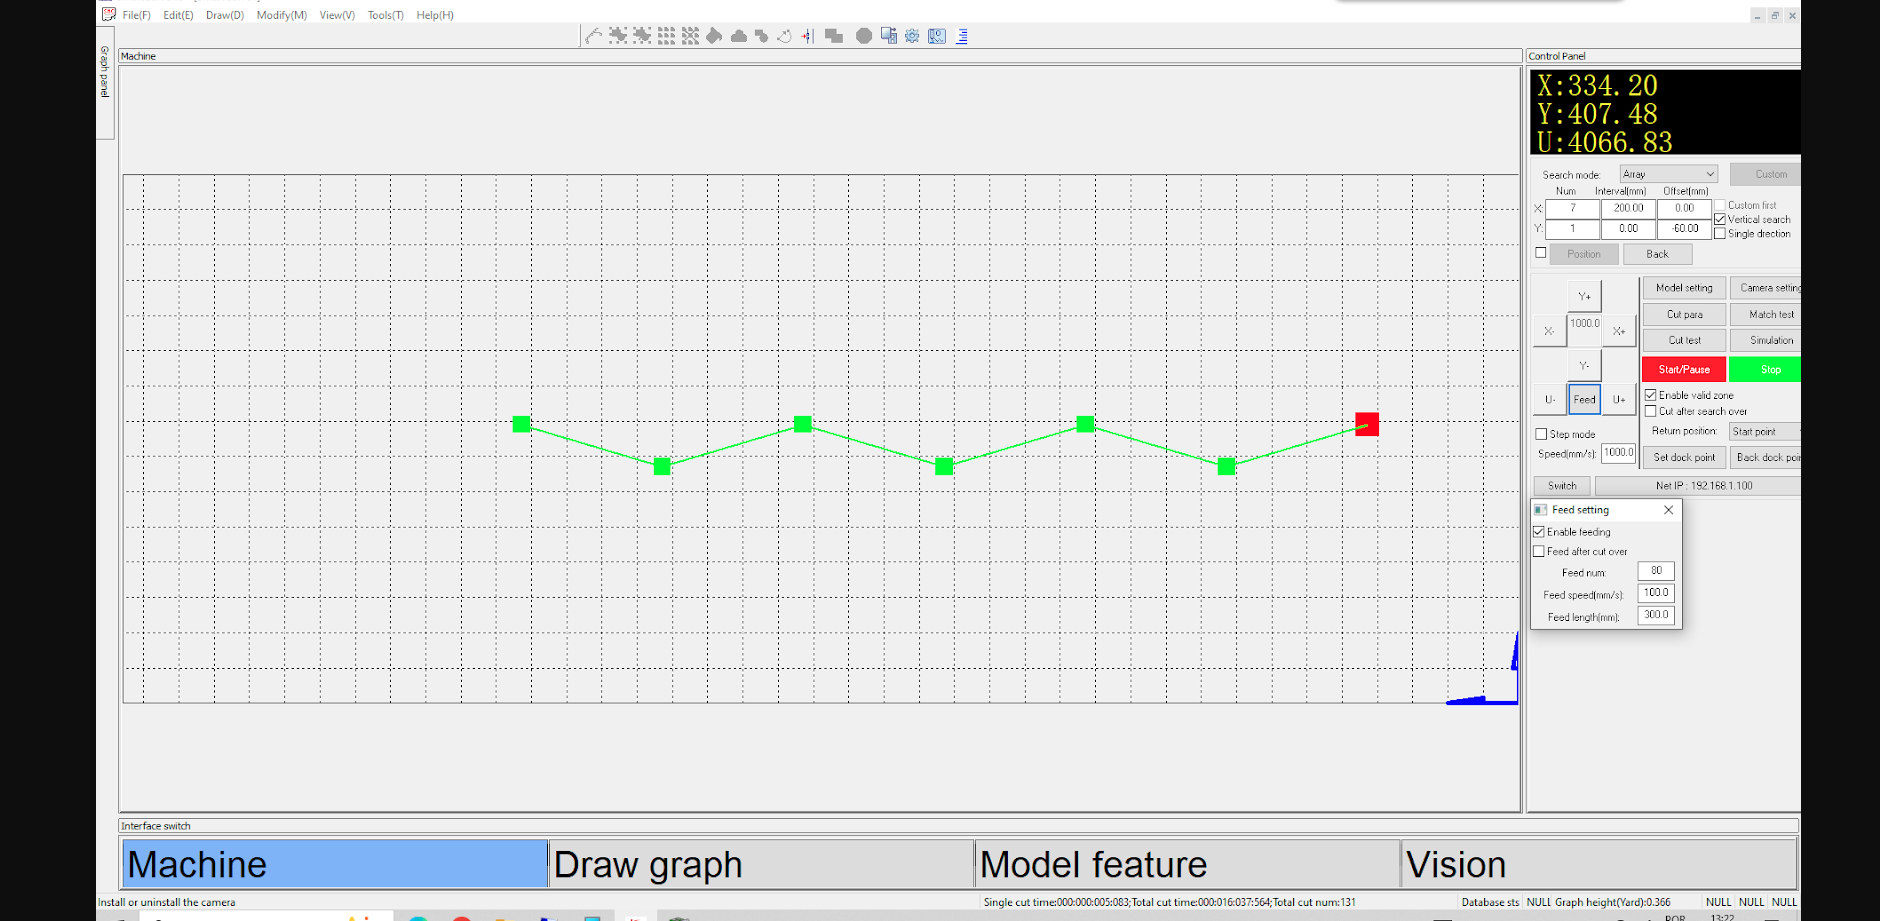 File(F) Edit(E) Draw(D) Modify(M) View(V) Tools(T) Help(H)
Graph panel
Machine
Control Panel
X:334.20
Y:407.48
U:4066.83
Search mode: Array Custom
Num Interval(mm) Offset(mm)
X: 7 200.00 0.00 Custom first
Vertical search
Y: 1 0.00 -60.00 Single direction
Position Back
Y+ Model setting Camera setting
X- 1000.0 X+ Cut para Match test
Cut test Simulation
Y- Start/Pause Stop
U- Feed U+ Enable valid zone
Cut after search over
Step mode Return position: Start point
Speed(mm/s): 1000.0 Set dock point Back dock poi
Switch Net IP : 192.168.1.100
Feed setting
Enable feeding
Feed after cut over
Feed num: 80
Feed speed(mm/s): 100.0
Feed length(mm): 300.0
Interface switch
Machine Draw graph Model feature Vision
Install or uninstall the camera Single cut time:000:000:005:083;Total cut time:000:016:037:564;Total cut num:131 Database sts NULL Graph height(Yard):0.366 NULL NULL NULL
POR 13:22